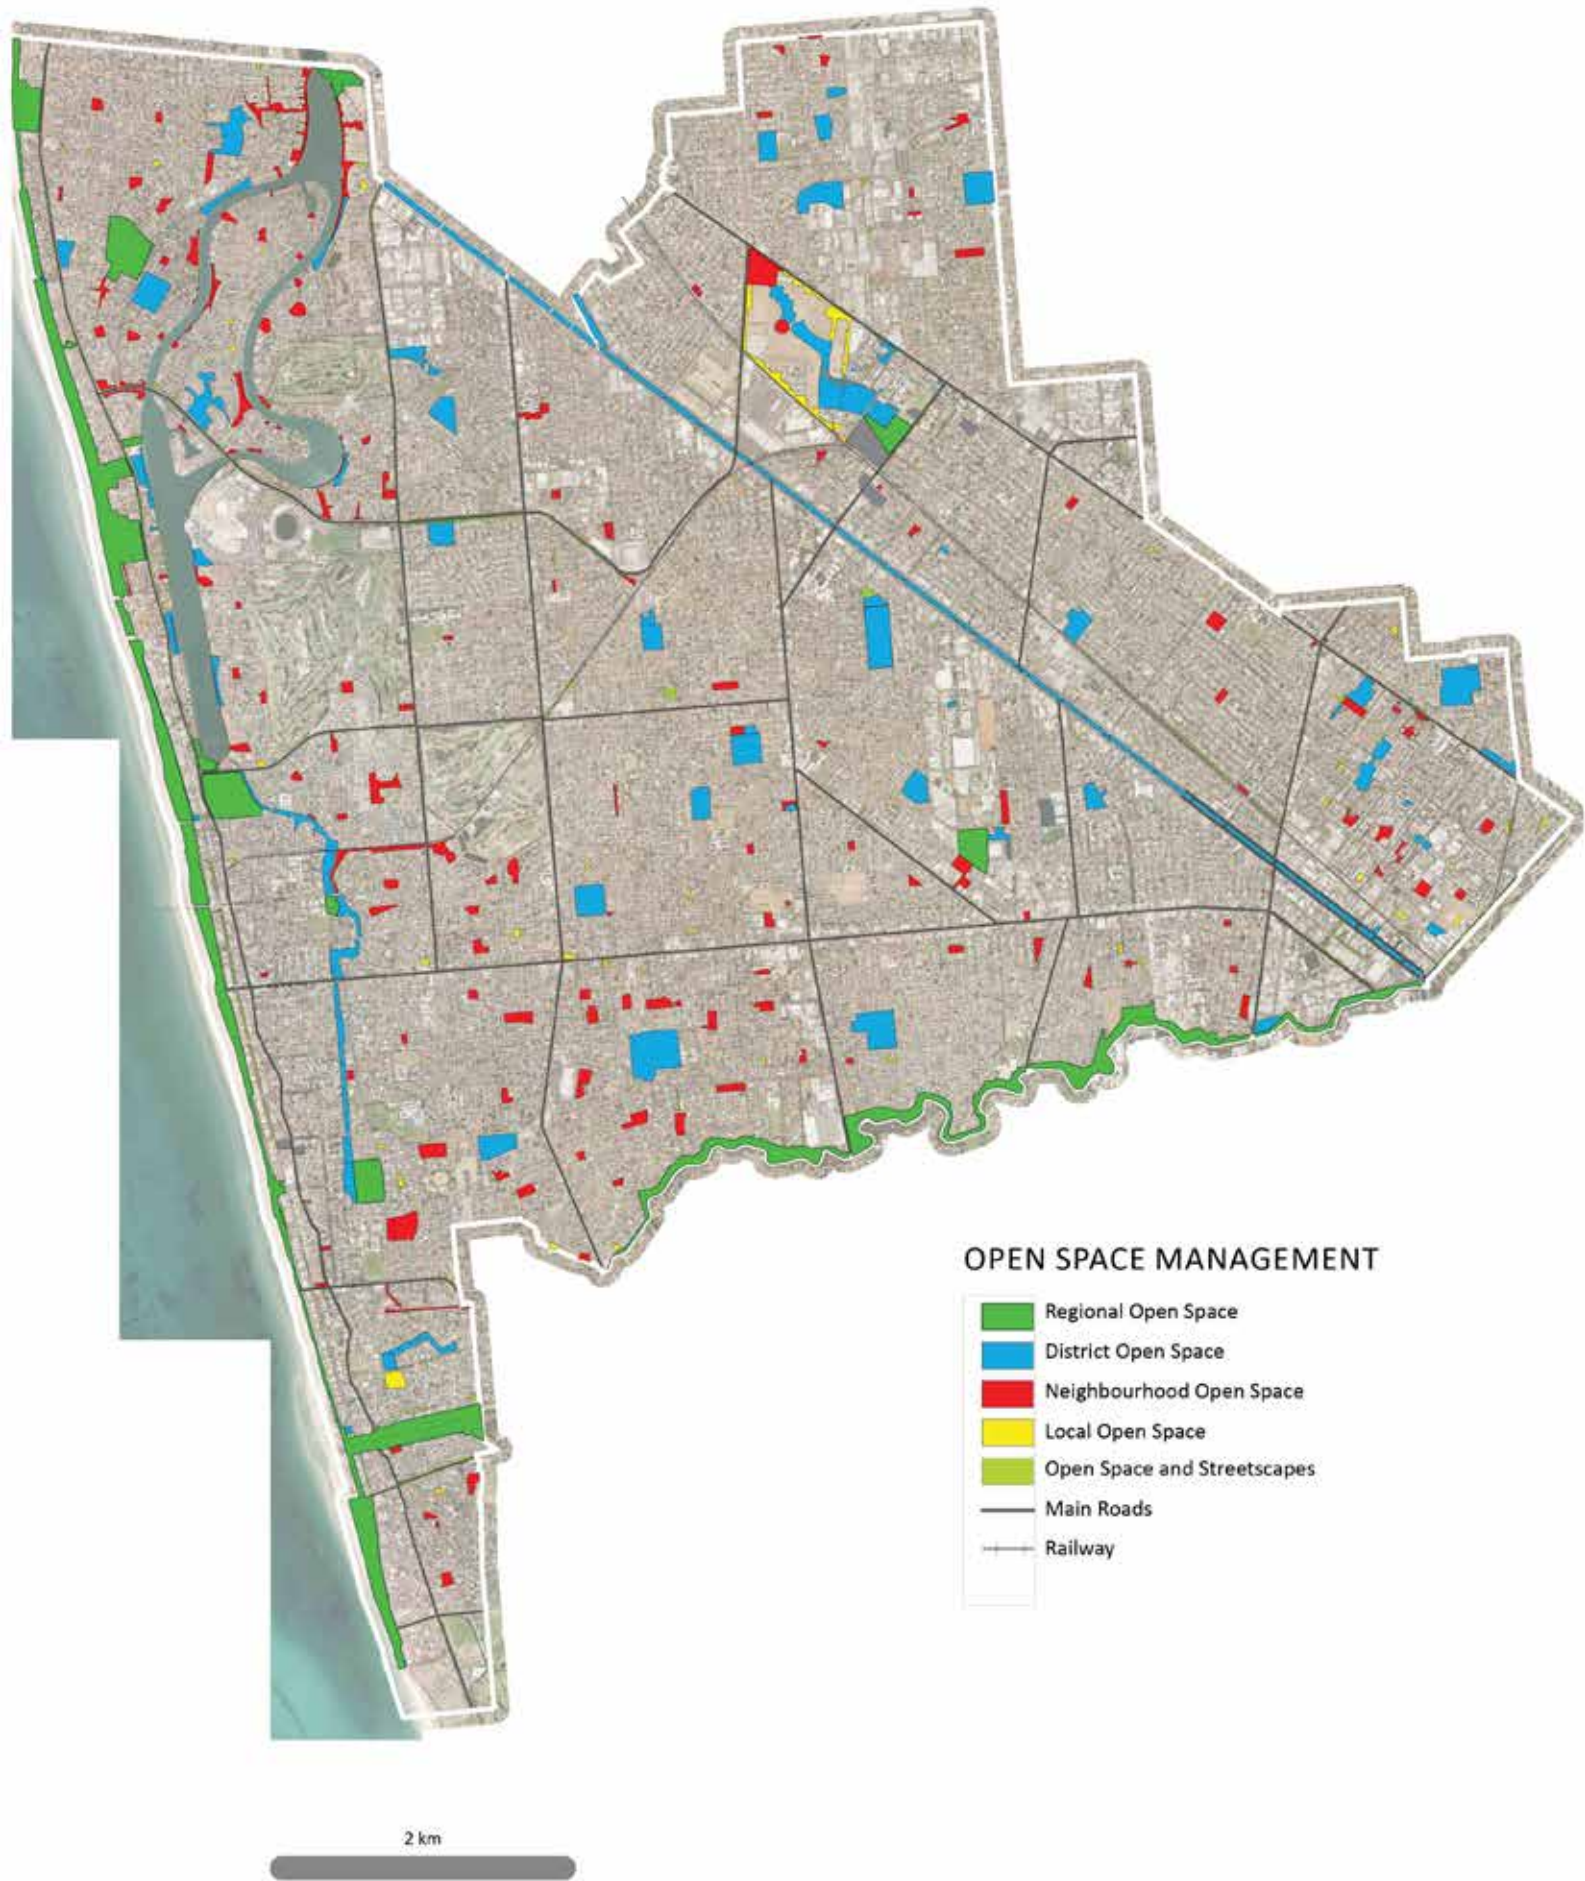 OPEN SPACE MANAGEMENT
Regional Open Space
District Open Space
Neighbourhood Open Space
Local Open Space
Open Space and Streetscapes
Main Roads
Railway
2 km